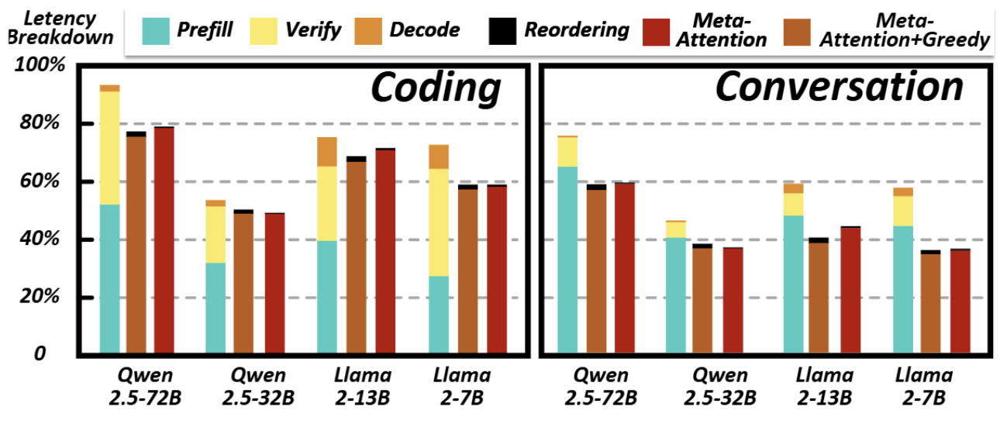 Letency
Breakdown
Prefill
Verify
Decode
Reordering
Meta-
Attention
Meta-
Attention+Greedy
100%
80%
60%
40%
20%
0
Coding
Conversation
Qwen
2.5-72B
Qwen
2.5-32B
Llama
2-13B
Llama
2-7B
Qwen
2.5-72B
Qwen
2.5-32B
Llama
2-13B
Llama
2-7B